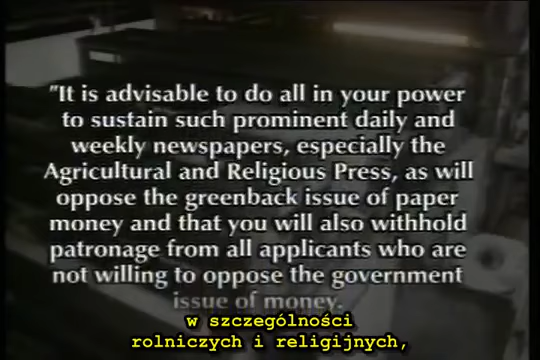 "It is advisable to do all in your power
to sustain such prominent daily and
weekly newspapers, especially the
Agricultural and Religious Press, as will
oppose the greenback issue of paper
money and that you will also withhold
patronage from all applicants who are
not willing to oppose the government
issue of money.
w szczególności
rolniczych i religijnych,